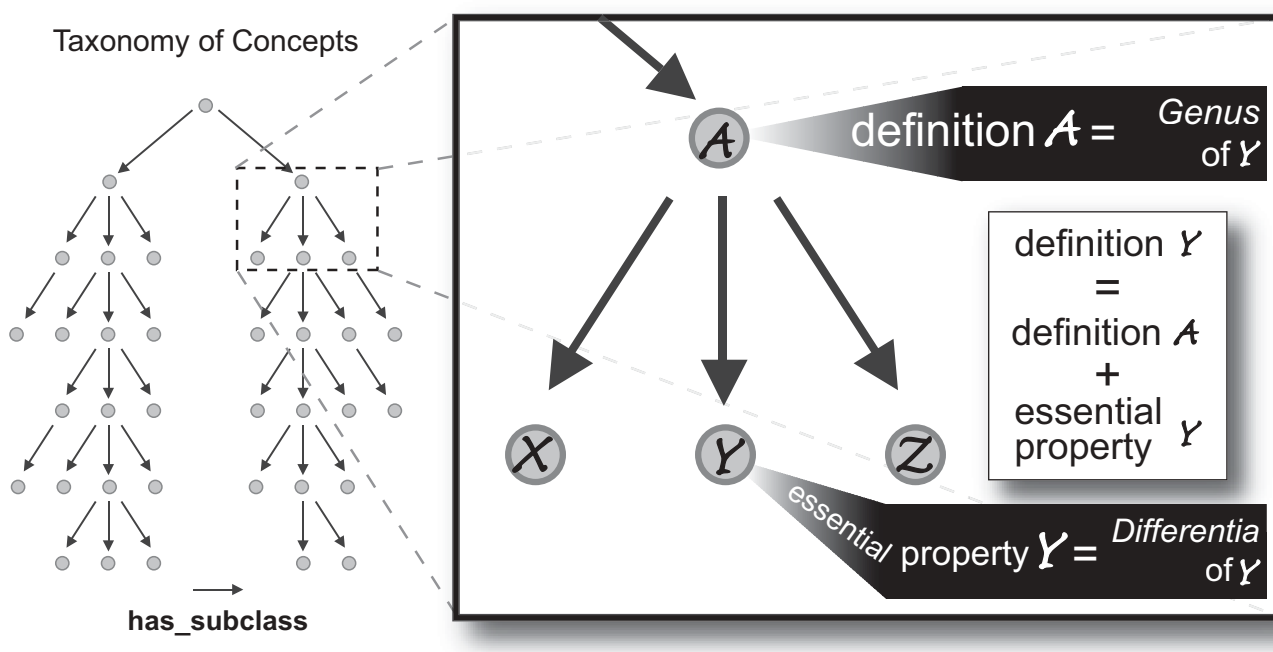 Taxonomy of Concepts
has_subclass
A
definition A = Genus
of Y
X
Y
Z
definition Y
=
definition A
+
essential
property Y
essential property Y = Differentia
of Y